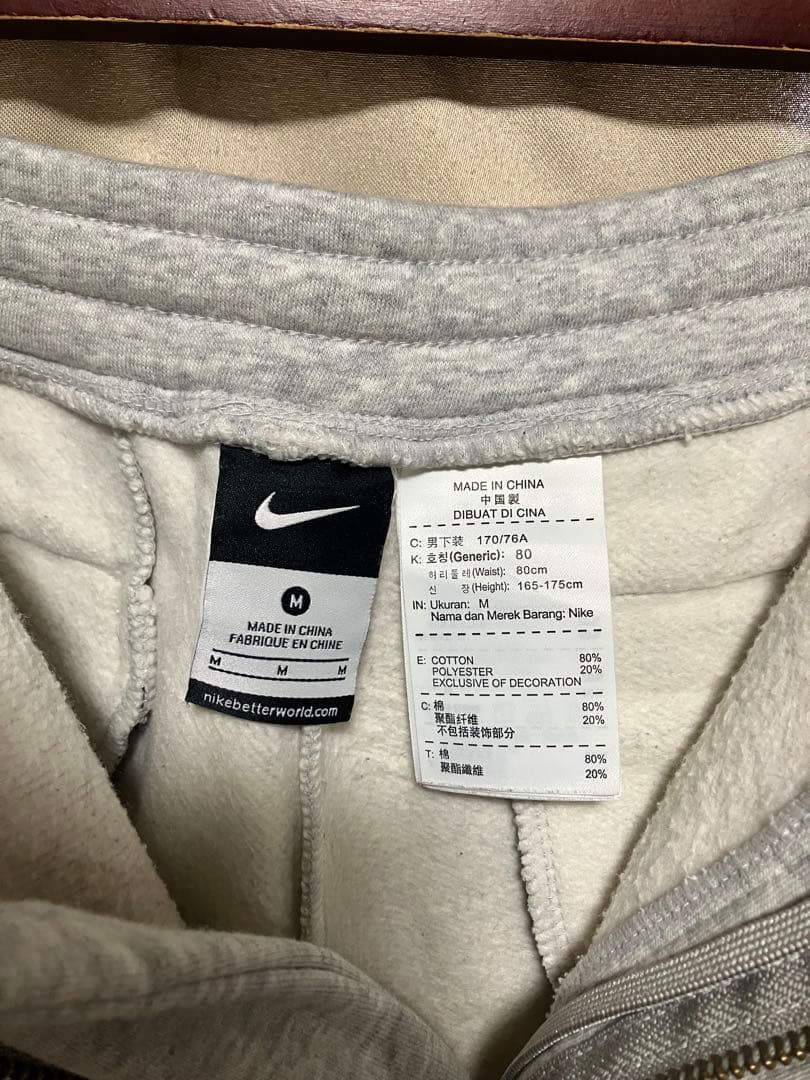 M
MADE IN CHINA
FABRIQUE EN CHINE
M M M
nikebetterworld.com
MADE IN CHINA
中国製
DIBUAT DI CINA
C: 男下装 170/76A
K: 호칭(Generic): 80
허리둘레(Waist): 80cm
신 장(Height): 165-175cm
IN: Ukuran: M
Nama dan Merek Barang: Nike
E: COTTON 80%
POLYESTER 20%
EXCLUSIVE OF DECORATION
C: 棉 80%
聚酯纤维 20%
不包括装饰部分
T: 棉 80%
聚酯纖維 20%